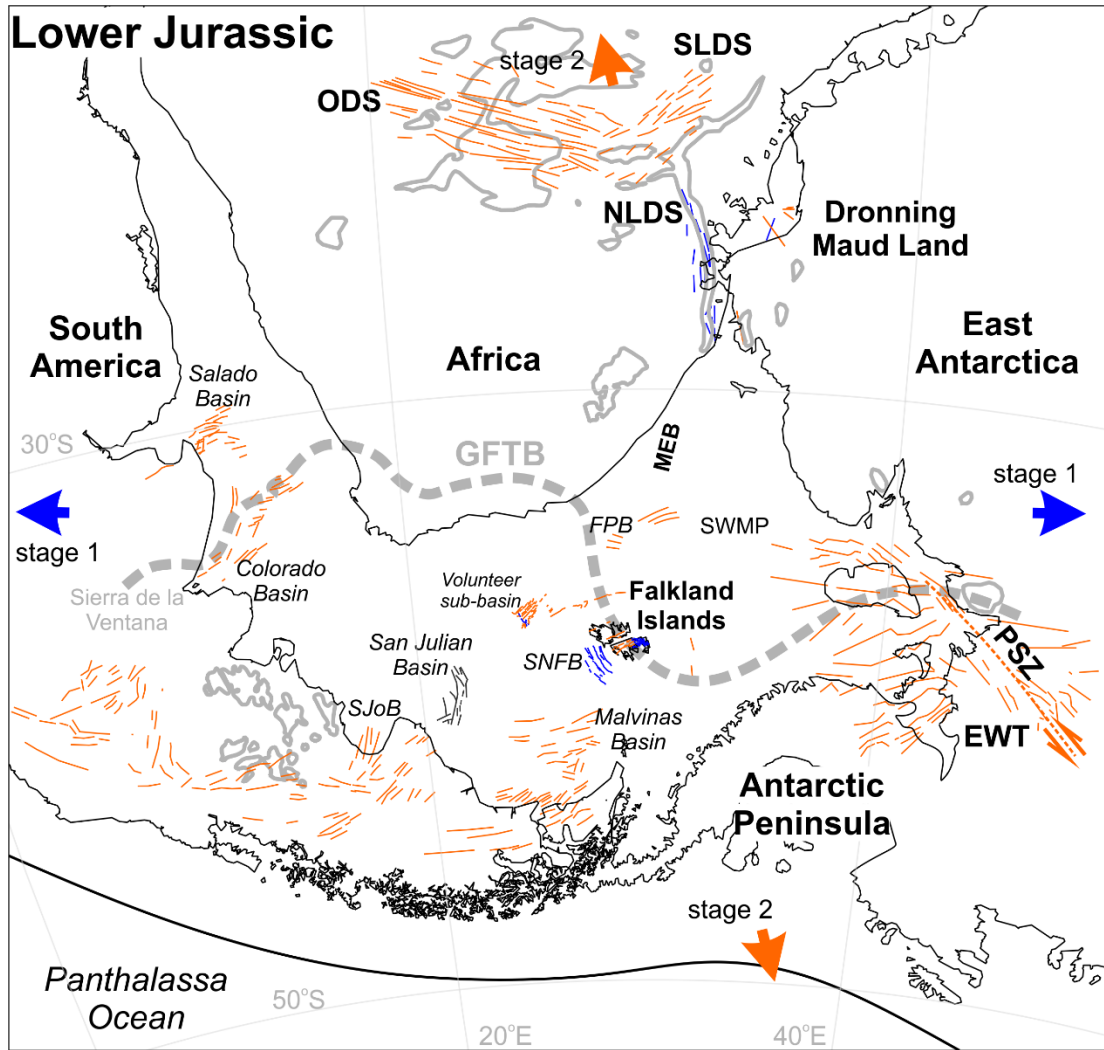 Lower Jurassic
stage 2
SLDS
ODS
NLDS
Dronning
Maud Land
South
America
Africa
East
Antarctica
Salado
Basin
30°S
GFTB
MEB
stage 1
stage 1
FPB
SWMP
Sierra de la
Ventana
Colorado
Basin
Volunteer
sub-basin
Falkland
Islands
San Julian
Basin
SNFB
PSZ
SJoB
Malvinas
Basin
EWT
Antarctic
Peninsula
stage 2
Panthalassa
Ocean
50°S
20°E
40°E